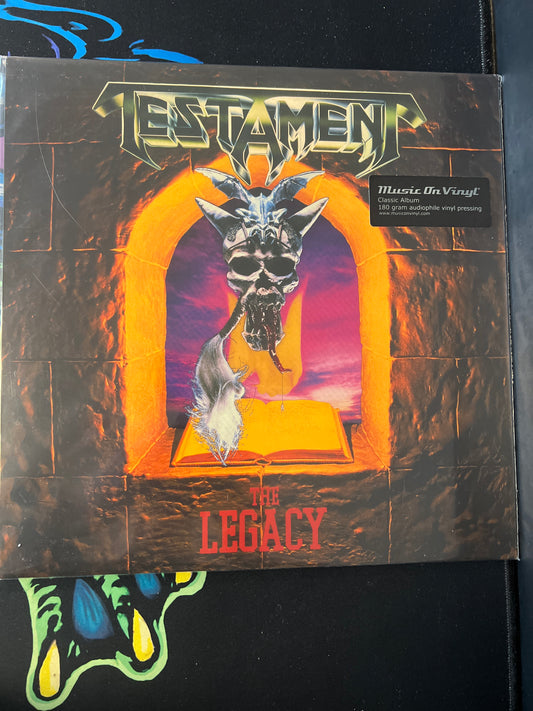 TESTAMENT
Music On Vinyl
Classic Album
180 gram audiophile vinyl pressing
www.musiconvinyl.com
THE
LEGACY